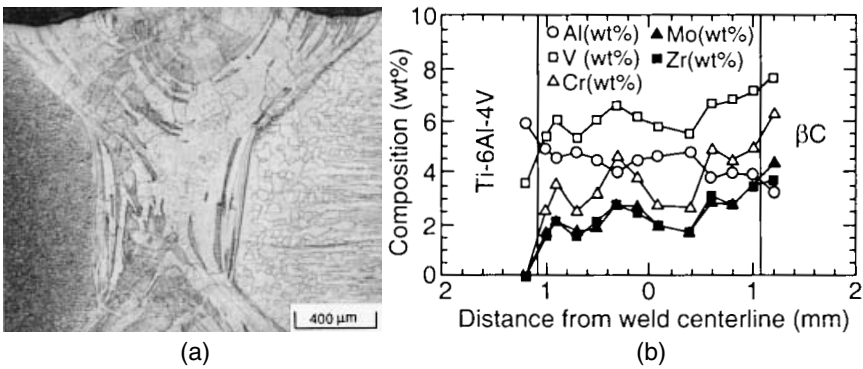 400 μm
(a)
10
8
6
4
2
0
Composition (wt%)
Al(wt%)
V (wt%)
Cr(wt%)
Mo(wt%)
Zr(wt%)
Ti-6Al-4V
βC
2 1 0 1 2
Distance from weld centerline (mm)
(b)